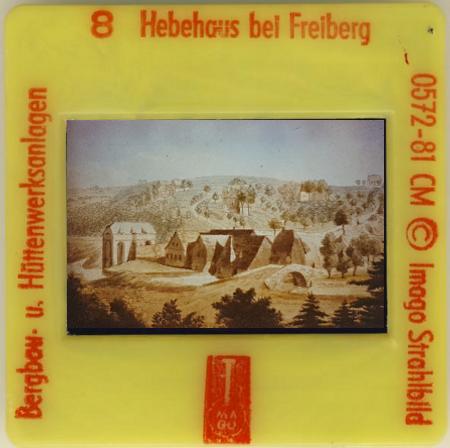 8 Hebehaus bei Freiberg
Bergbau- u. Hüttenwerksanlagen
0572-81 CM © Imago Strahlbild
I
MA
GO